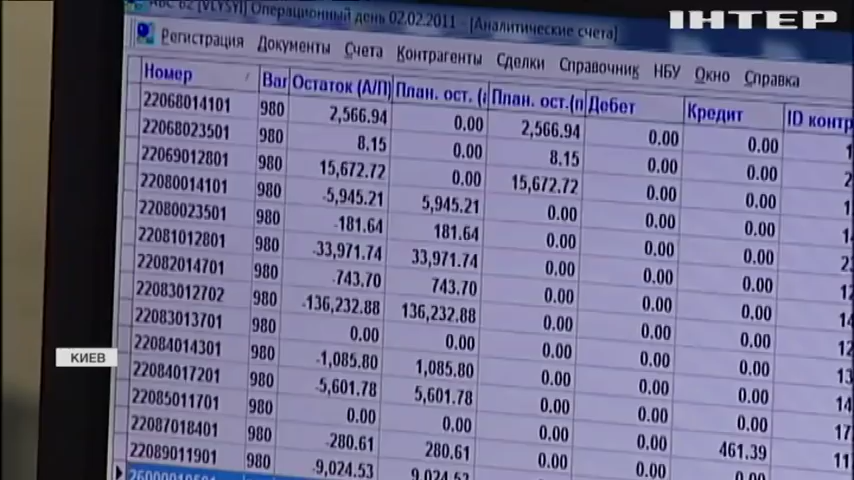 ІНТЕР
ABC B2 [VLYSYI] Операционный день 02.02.2011 - [Аналитические счета]
Регистрация Документы Счета Контрагенты Сделки Справочник НБУ Окно Справка
Номер Ваг Остаток (А/П) План. ост. (а План. ост.(п Дебет Кредит ID контр
22068014101 980 2,566.94 0.00 2,566.94 0.00 0.00
22068023501 980 8.15 0.00 8.15 0.00 0.00
22069012801 980 15,672.72 0.00 15,672.72 0.00 0.00
22080014101 980 -5,945.21 5,945.21 0.00 0.00 0.00
22080023501 980 -181.64 181.64 0.00 0.00 0.00
22081012801 980 -33,971.74 33,971.74 0.00 0.00 0.00
22082014701 980 -743.70 743.70 0.00 0.00 0.00
22083012702 980 -136,232.88 136,232.88 0.00 0.00 0.00
22083013701 980 0.00 0.00 0.00 0.00 0.00
22084014301 980 -1,085.80 1,085.80 0.00 0.00 0.00
22084017201 980 -5,601.78 5,601.78 0.00 0.00 0.00
22085011701 980 0.00 0.00 0.00 0.00 461.39
22087018401 980 -280.61 280.61 0.00 0.00 0.00
22089011901 980 -9,024.53 9,024.53
КИЕВ